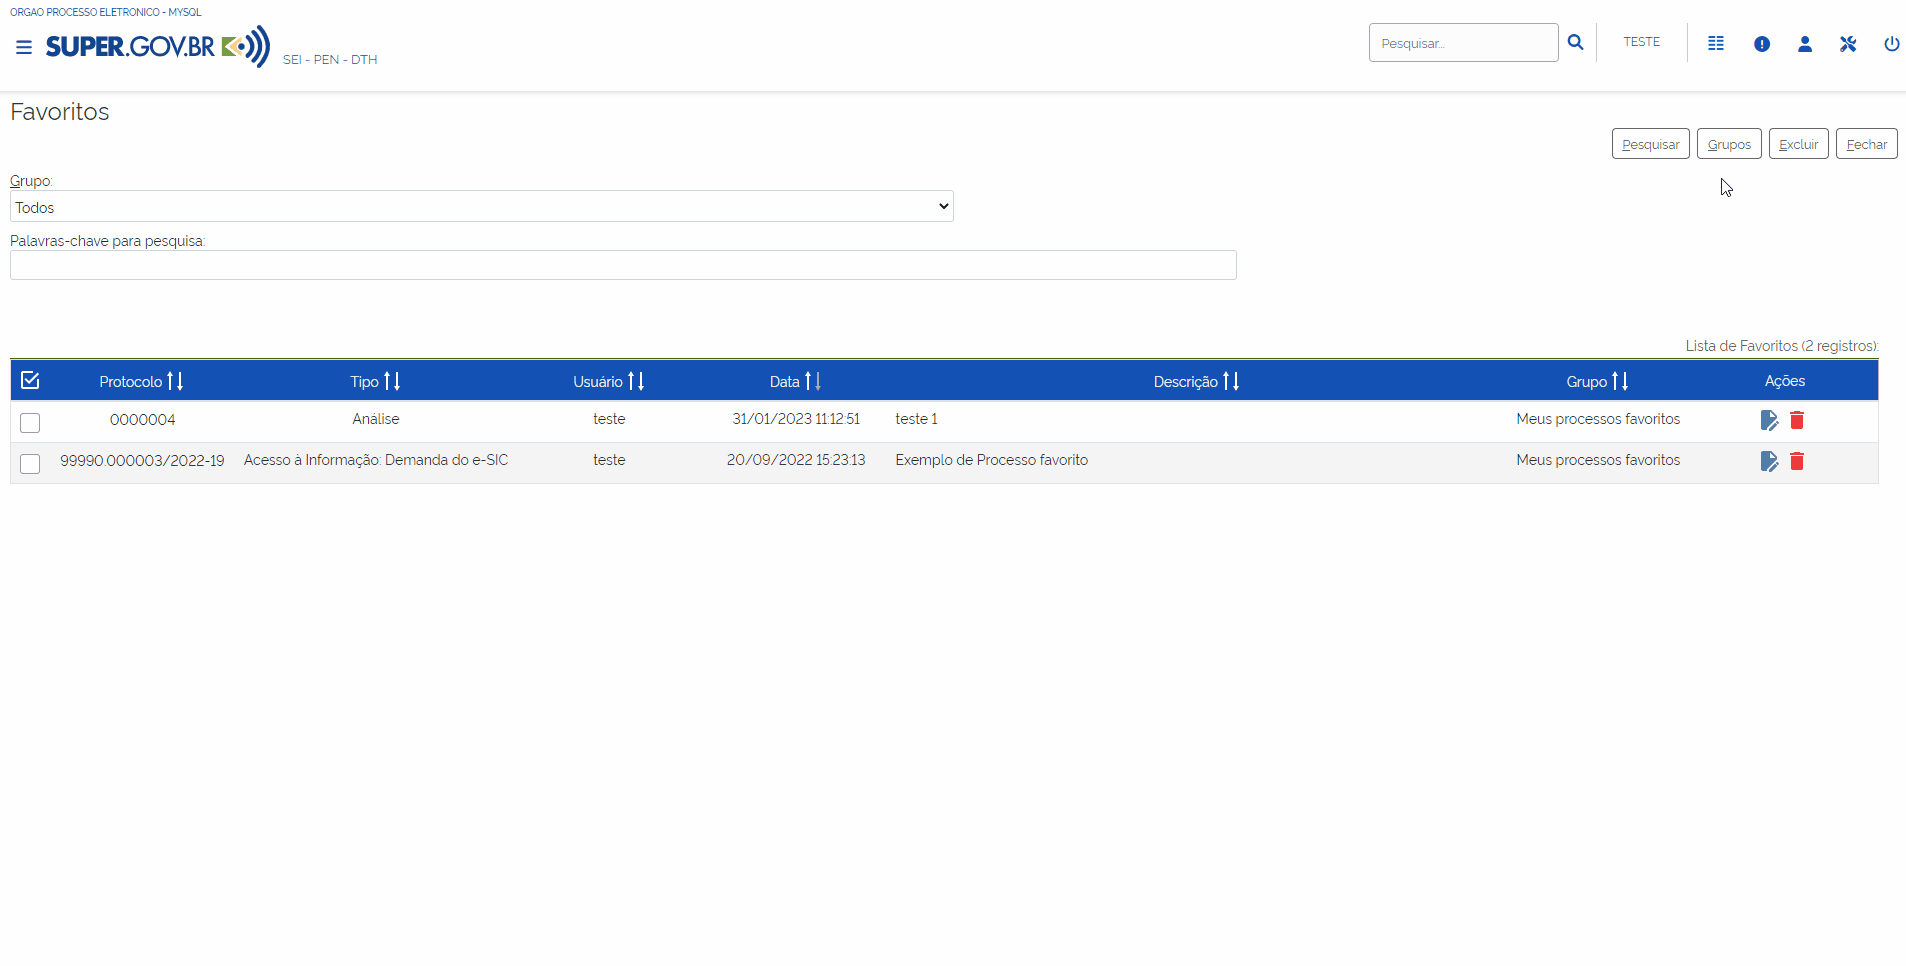 ORGAO PROCESSO ELETRONICO - MYSQL
SUPER.GOV.BR
SEI - PEN - DTH
Pesquisar...
TESTE
Favoritos
Pesquisar Grupos Excluir Fechar
Grupo:
Todos
Palavras-chave para pesquisa:
Lista de Favoritos (2 registros):
Protocolo Tipo Usuário Data Descrição Grupo Ações
0000004 Análise teste 31/01/2023 11:12:51 teste 1 Meus processos favoritos
99990.000003/2022-19 Acesso à Informação: Demanda do e-SIC teste 20/09/2022 15:23:13 Exemplo de Processo favorito Meus processos favoritos